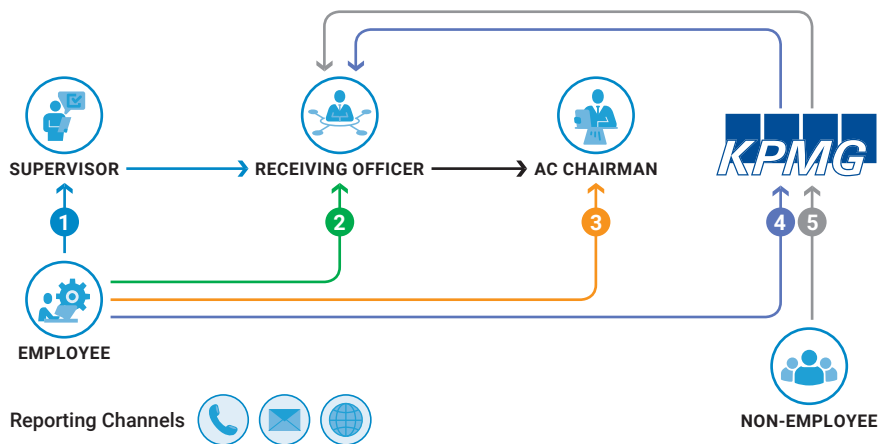 SUPERVISOR
RECEIVING OFFICER
AC CHAIRMAN
KPMG
1
2
3
4
5
EMPLOYEE
NON-EMPLOYEE
Reporting Channels